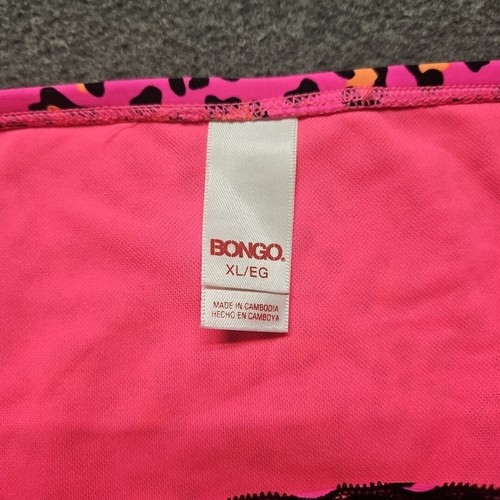 BONGO®
XL/EG
MADE IN CAMBODIA
HECHO EN CAMBOYA